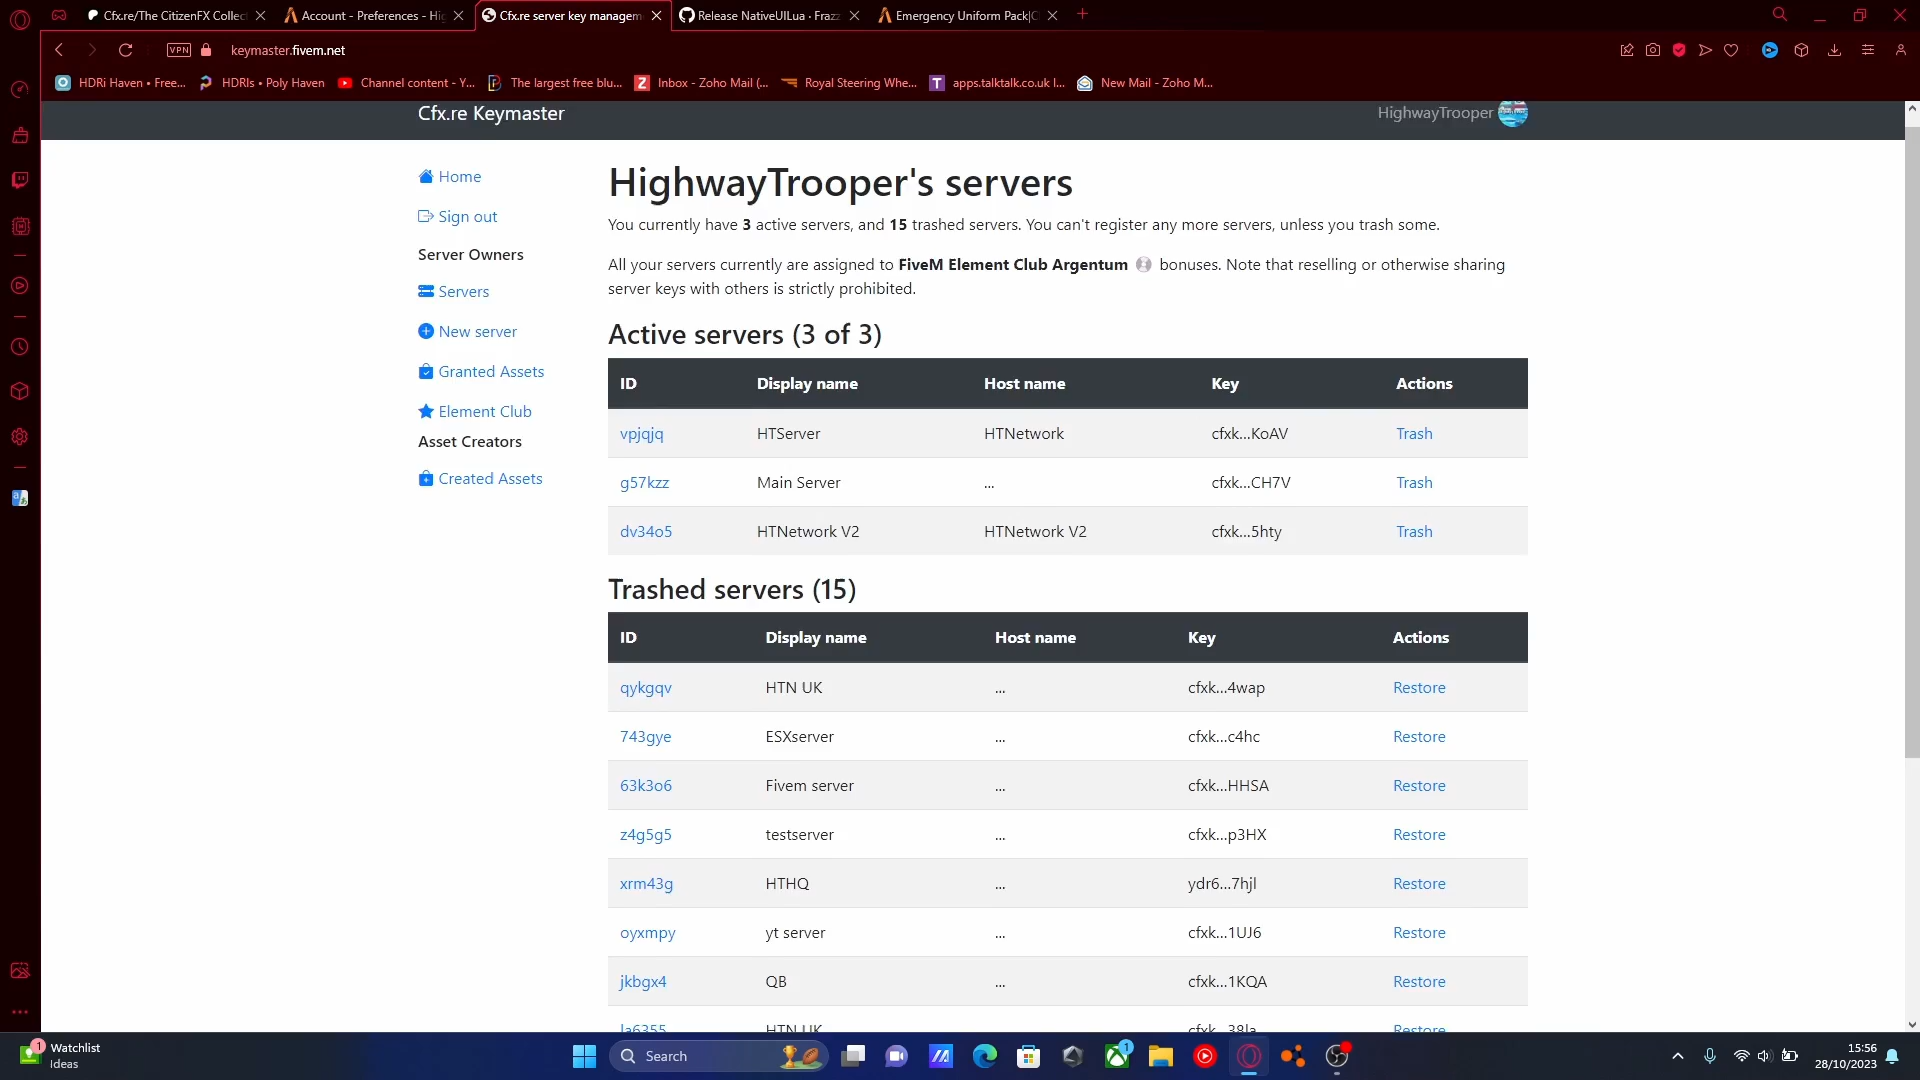 Cfx.re/The CitizenFX Collec
Account - Preferences - Hig
Cfx.re server key managem
Release NativeUILua · Fraz
Emergency Uniform Pack|C
VPN
keymaster.fivem.net
HDRi Haven • Free...
HDRIs • Poly Haven
Channel content - Y...
The largest free blu...
Inbox - Zoho Mail (...
Royal Steering Whe...
apps.talktalk.co.uk l...
New Mail - Zoho M...
Cfx.re Keymaster
HighwayTrooper
Home
Sign out
Server Owners
Servers
New server
Granted Assets
Element Club
Asset Creators
Created Assets
HighwayTrooper's servers
You currently have 3 active servers, and 15 trashed servers. You can't register any more servers, unless you trash some.
All your servers currently are assigned to FiveM Element Club Argentum bonuses. Note that reselling or otherwise sharing
server keys with others is strictly prohibited.
Active servers (3 of 3)
ID Display name Host name Key Actions
vpjqjq HTServer HTNetwork cfxk...KoAV Trash
g57kzz Main Server ... cfxk...CH7V Trash
dv34o5 HTNetwork V2 HTNetwork V2 cfxk...5hty Trash
Trashed servers (15)
ID Display name Host name Key Actions
qykgqv HTN UK ... cfxk...4wap Restore
743gye ESXserver ... cfxk...c4hc Restore
63k3o6 Fivem server ... cfxk...HHSA Restore
z4g5g5 testserver ... cfxk...p3HX Restore
xrm43g HTHQ ... ydr6...7hjl Restore
oyxmpy yt server ... cfxk...1UJ6 Restore
jkbgx4 QB ... cfxk...1KQA Restore
la6355 HTN UK cfxk...38la Restore
1
Watchlist
Ideas
Search
1
15:56
28/10/2023